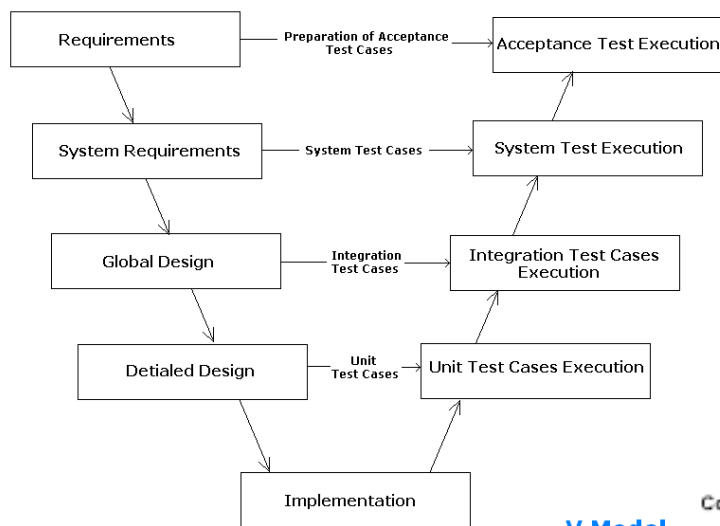 Requirements
Preparation of Acceptance
Test Cases
Acceptance Test Execution
System Requirements
System Test Cases
System Test Execution
Global Design
Integration
Test Cases
Integration Test Cases
Execution
Detialed Design
Unit
Test Cases
Unit Test Cases Execution
Implementation
V Model